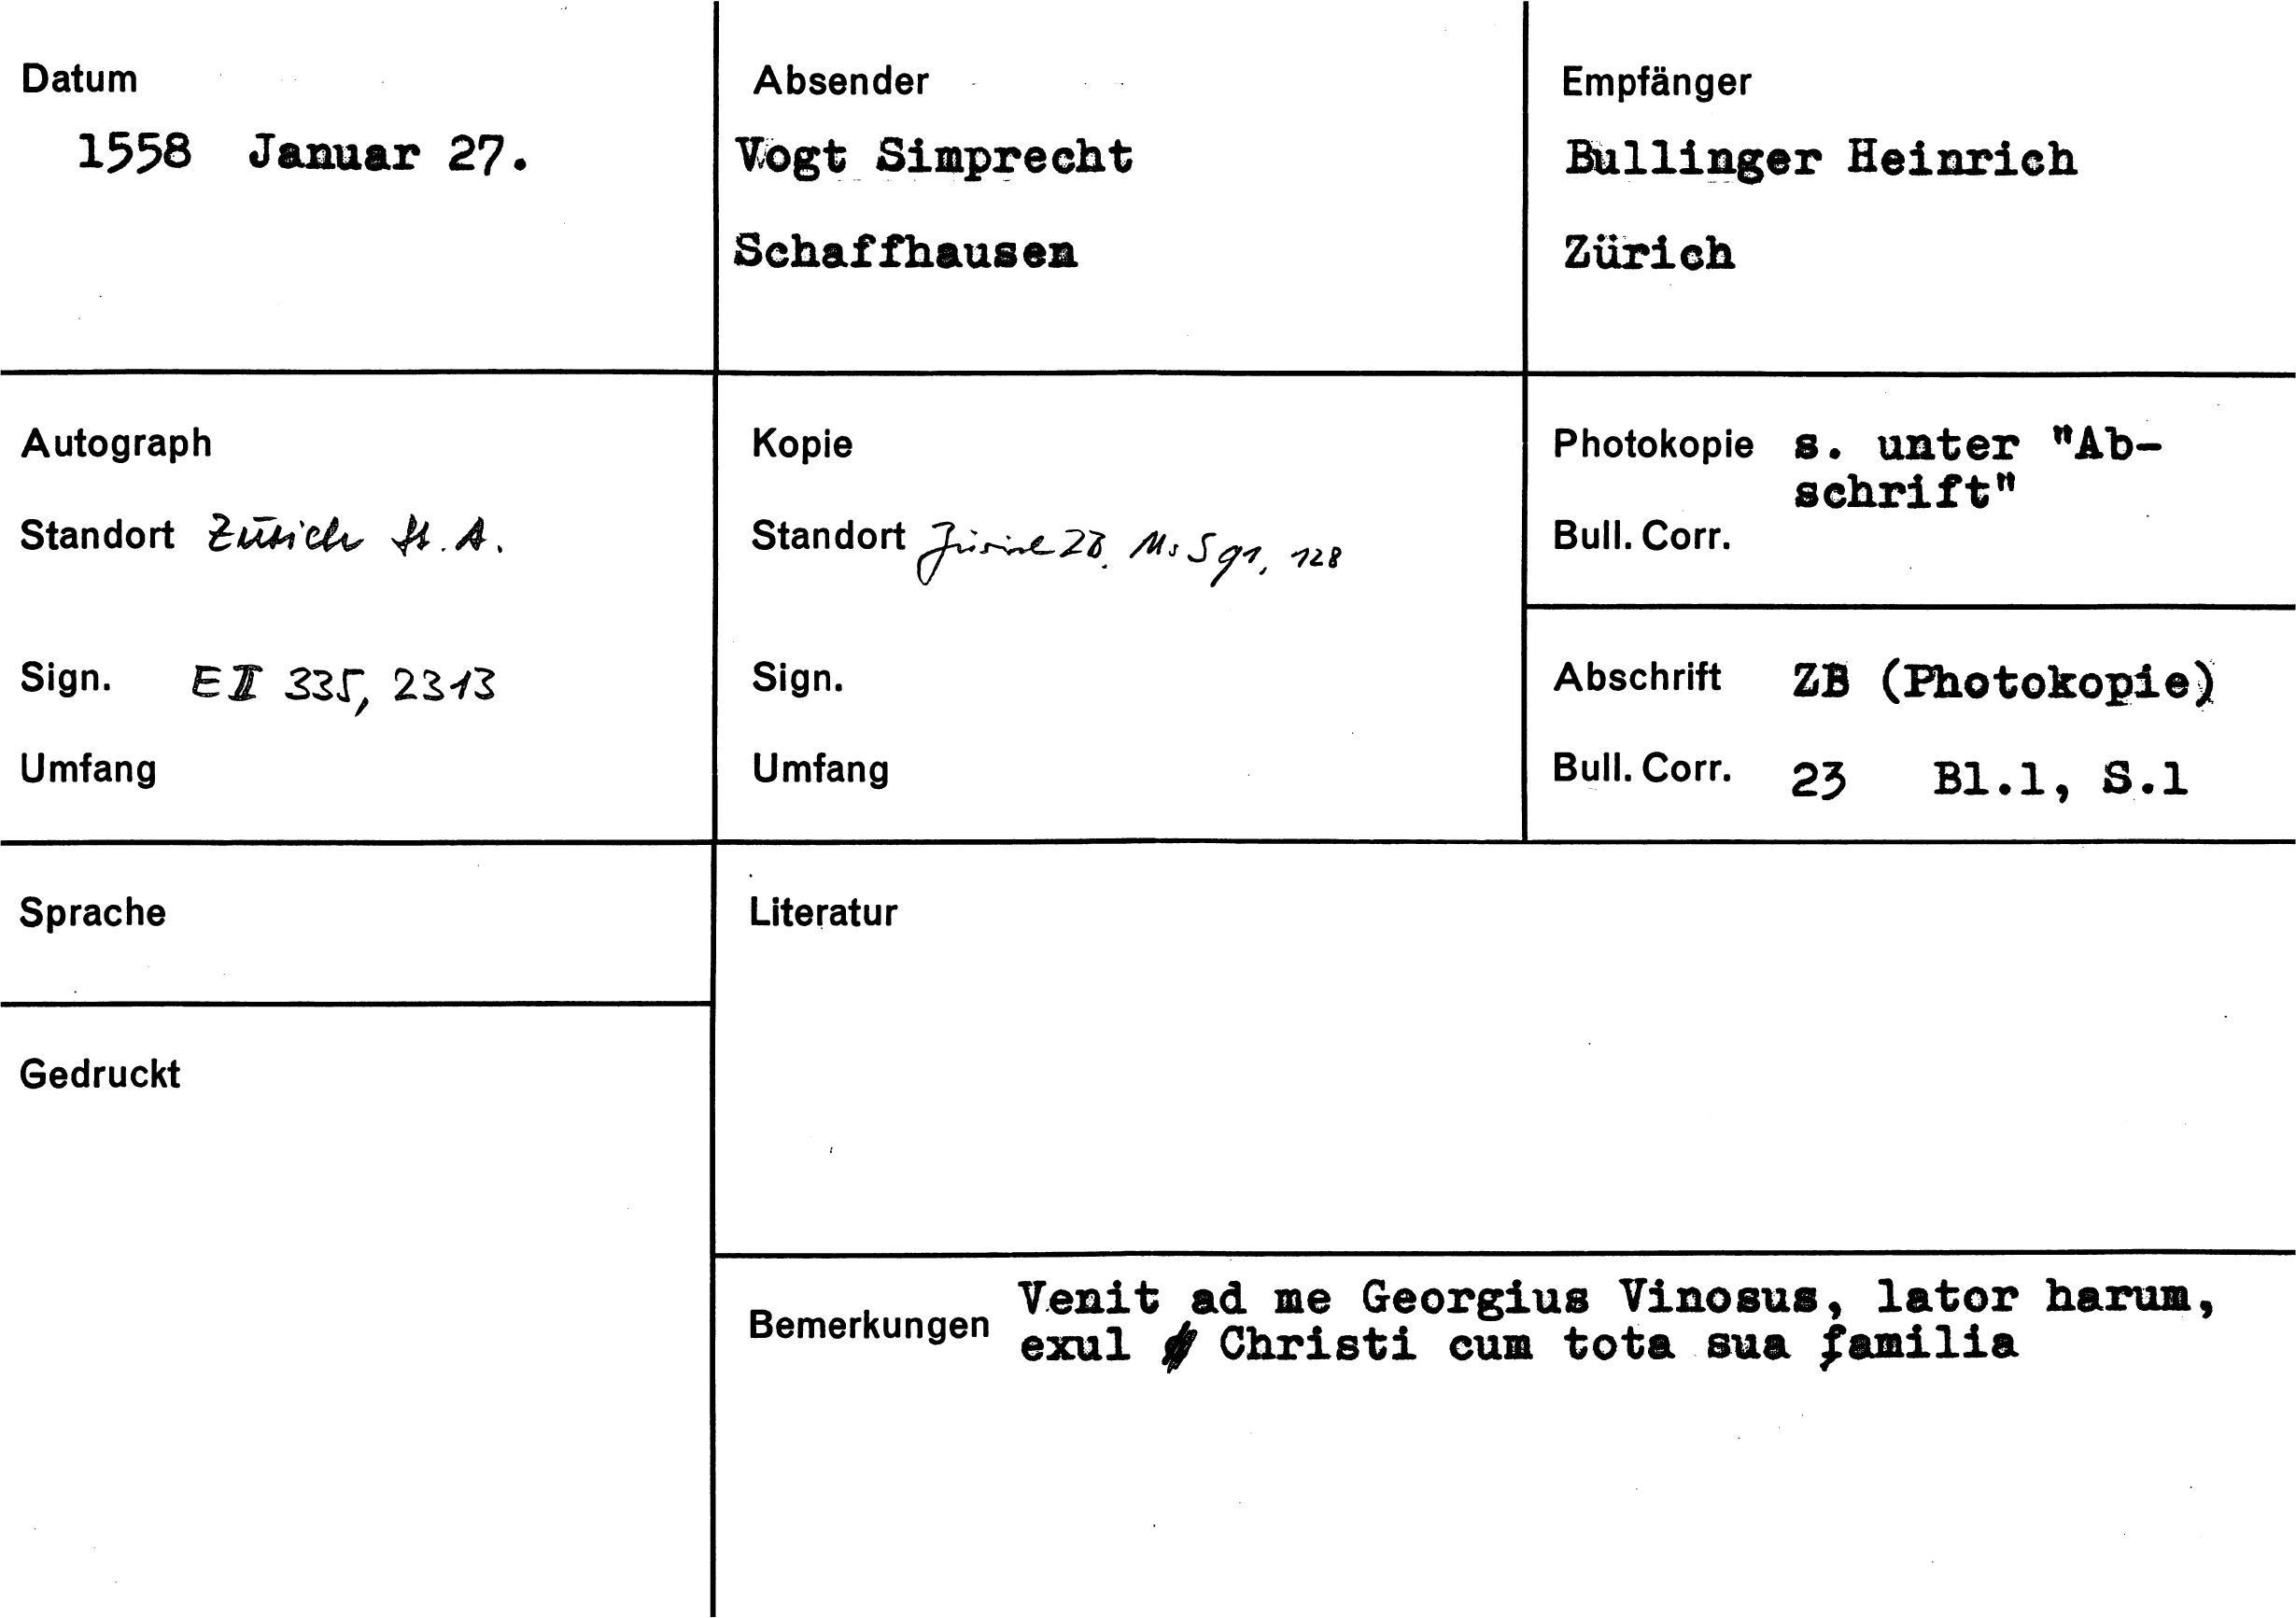 Datum
1558 Januar 27.
Absender
Vogt Simprecht
Schaffhausen
Empfänger
Bullinger Heinrich
Zürich
Autograph
Standort Zürich St. A.
Sign. E II 335, 2313
Umfang
Kopie
Standort Zürich ZB. Ms S 91, 128
Sign.
Umfang
Photokopie s. unter "Ab-
schrift"
Bull. Corr.
Abschrift ZB (Photokopie)
Bull. Corr. 23 Bl.1, S.1
Sprache
Gedruckt
Literatur
Bemerkungen
Venit ad me Georgius Vinosus, lator harum,
exul Christi cum tota sua familia